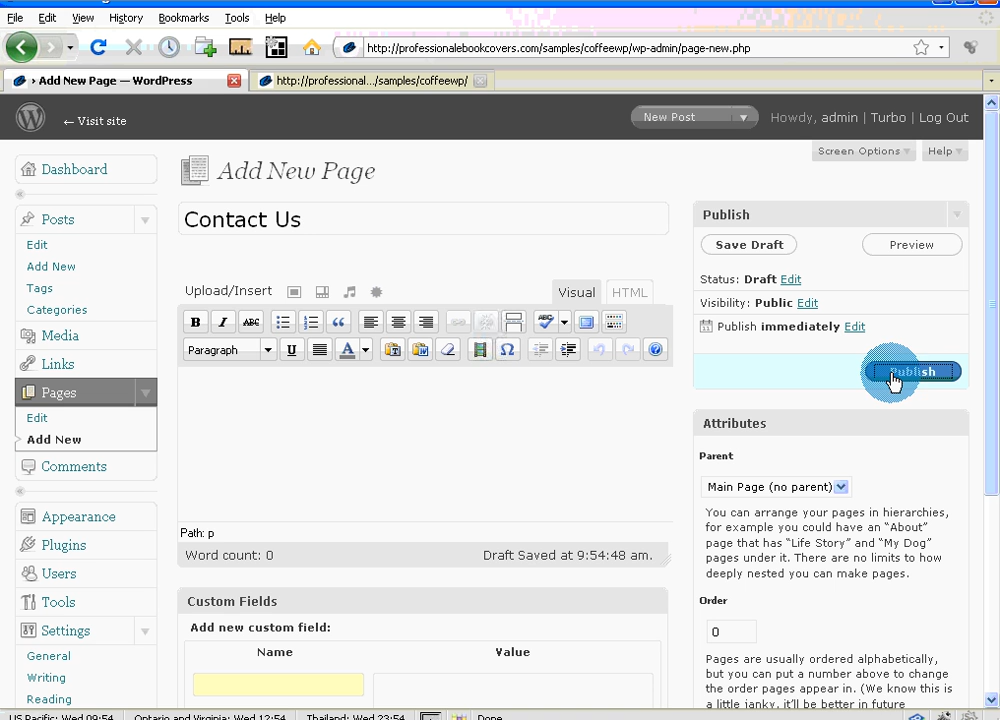 File Edit View History Bookmarks Tools Help
http://professionalebookcovers.com/samples/coffeewp/wp-admin/page-new.php
› Add New Page — WordPress
http://professional.../samples/coffeewp/
← Visit site
New Post
Howdy, admin | Turbo | Log Out
Screen Options
Help
Dashboard
Posts
Edit
Add New
Tags
Categories
Media
Links
Pages
Edit
Add New
Comments
Appearance
Plugins
Users
Tools
Settings
General
Writing
Reading
Add New Page
Contact Us
Upload/Insert
Visual
HTML
B I ABC
ABC
Paragraph
U
A
Path: p
Word count: 0
Draft Saved at 9:54:48 am.
Custom Fields
Add new custom field:
Name
Value
Publish
Save Draft
Preview
Status: Draft Edit
Visibility: Public Edit
Publish immediately Edit
Publish
Attributes
Parent
Main Page (no parent)
You can arrange your pages in hierarchies,
for example you could have an “About”
page that has “Life Story” and “My Dog”
pages under it. There are no limits to how
deeply nested you can make pages.
Order
0
Pages are usually ordered alphabetically,
but you can put a number above to change
the order pages appear in. (We know this is
a little janky, it'll be better in future
US Pacific: Wed 09:54 Ontario and Virginia: Wed 12:54 Thailand: Wed 23:54 Done